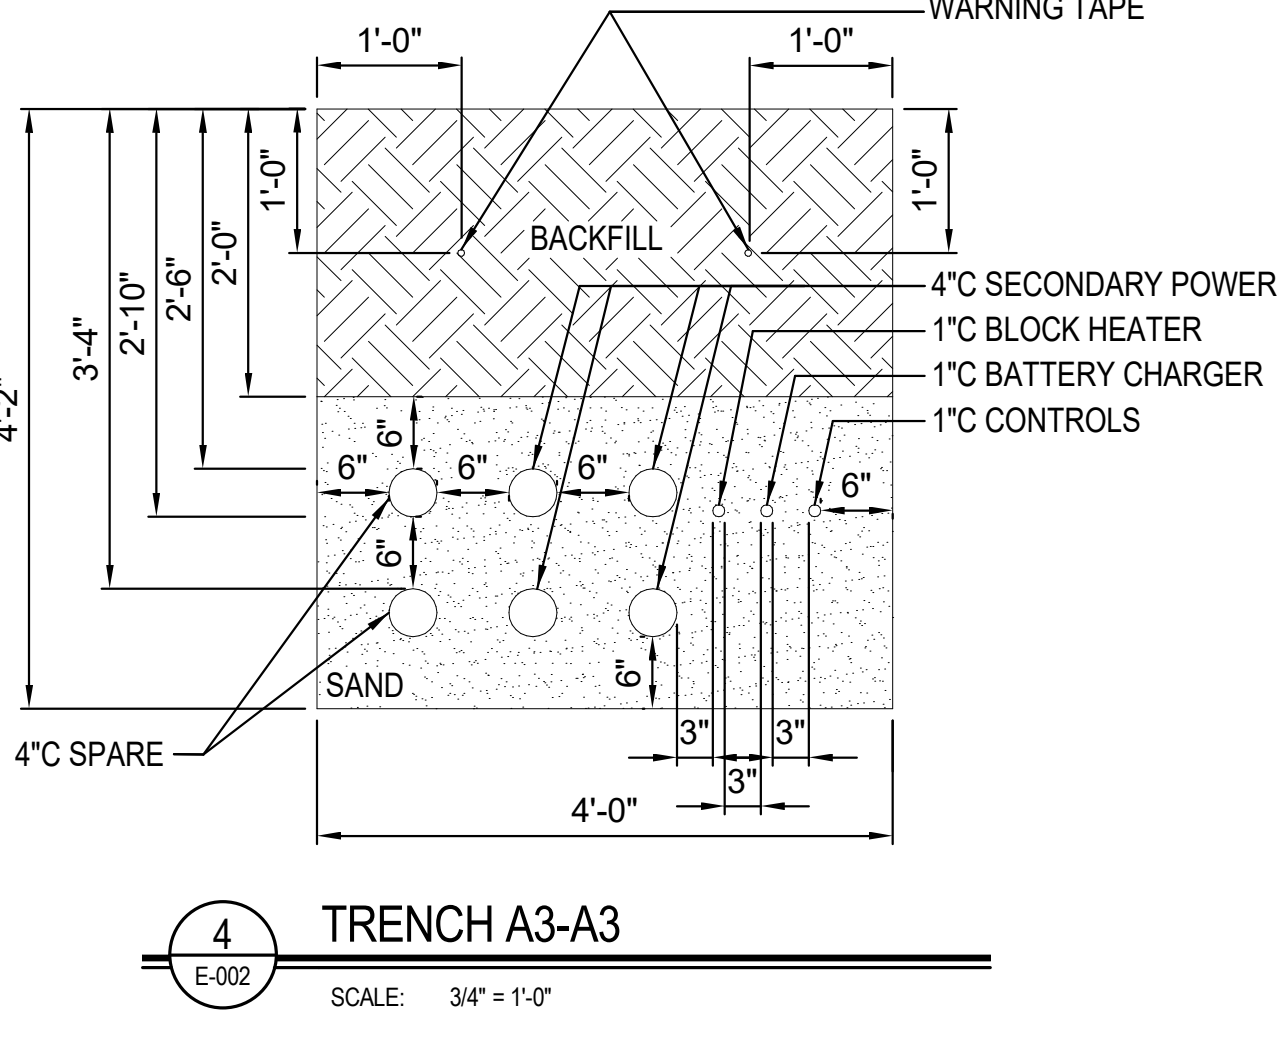 WARNING TAPE
1'-0"
1'-0"
1'-0"
1'-0"
BACKFILL
2'-0"
2'-6"
2'-10"
3'-4"
4'-2"
4"C SECONDARY POWER
1"C BLOCK HEATER
1"C BATTERY CHARGER
1"C CONTROLS
6"
6"
6"
6"
6"
6"
6"
SAND
4"C SPARE
3"
3"
3"
4'-0"
4
E-002
TRENCH A3-A3
SCALE: 3/4" = 1'-0"